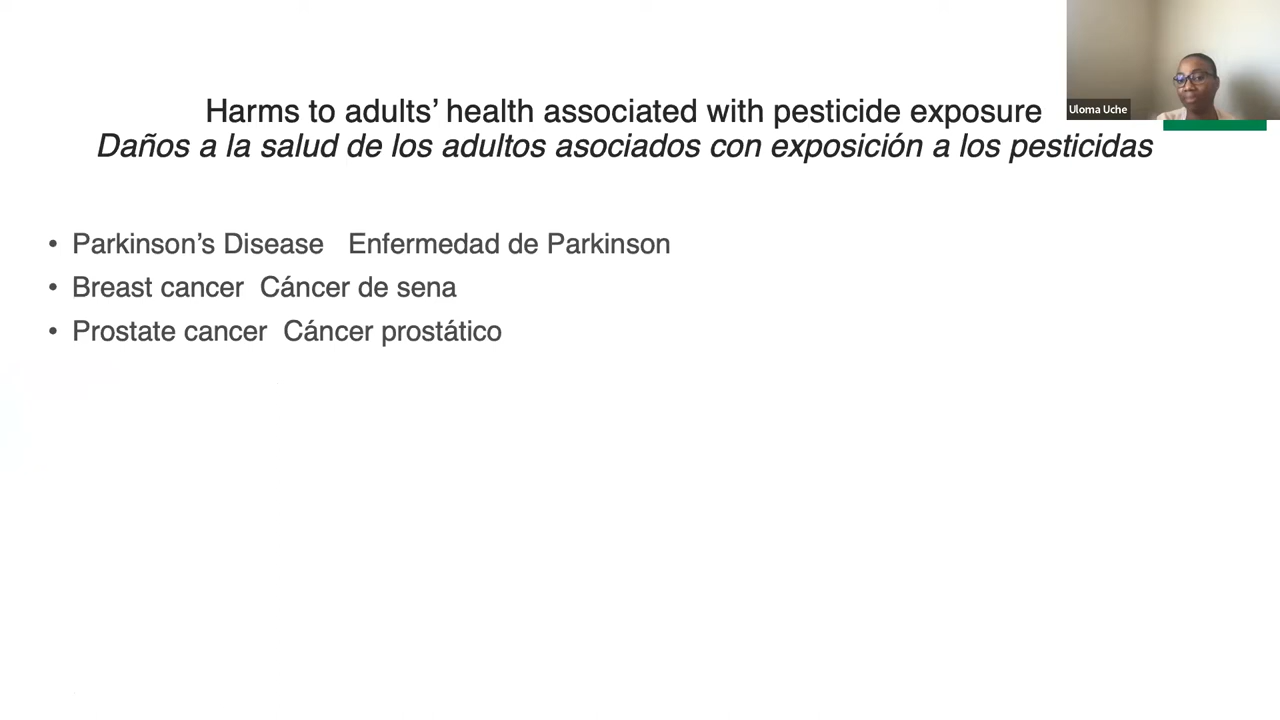 Harms to adults’ health associated with pesticide exposure
Daños a la salud de los adultos asociados con exposición a los pesticidas
Uloma Uche
• Parkinson’s Disease Enfermedad de Parkinson
• Breast cancer Cáncer de sena
• Prostate cancer Cáncer prostático